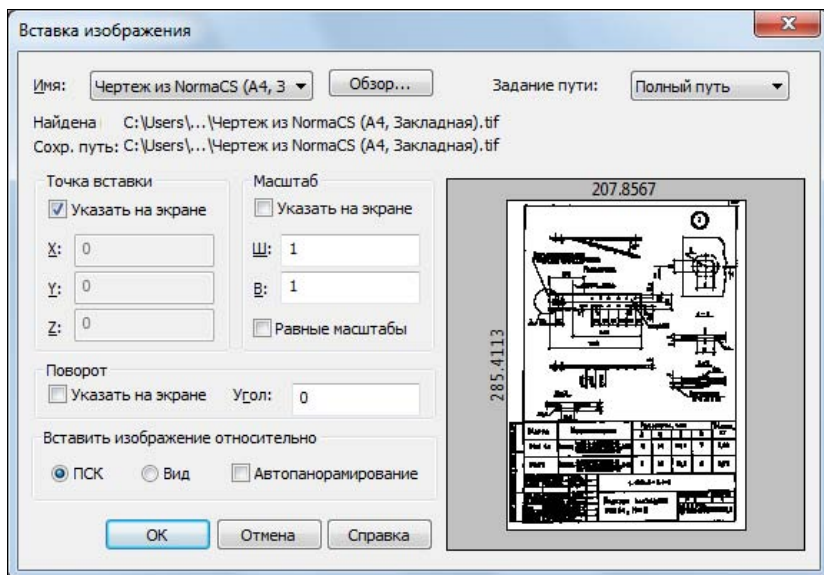 Вставка изображения
Имя: Чертеж из NormaCS (A4, З Обзор... Задание пути: Полный путь
Найдена C:\Users\...\Чертеж из NormaCS (A4, Закладная).tif
Сохр. путь: C:\Users\...\Чертеж из NormaCS (A4, Закладная).tif
Точка вставки
Указать на экране
X: 0
Y: 0
Z: 0
Масштаб
Указать на экране
Ш: 1
В: 1
Равные масштабы
207.8567
285.4113
Поворот
Указать на экране Угол: 0
Вставить изображение относительно
ПСК Вид Автопанорамирование
ОК Отмена Справка